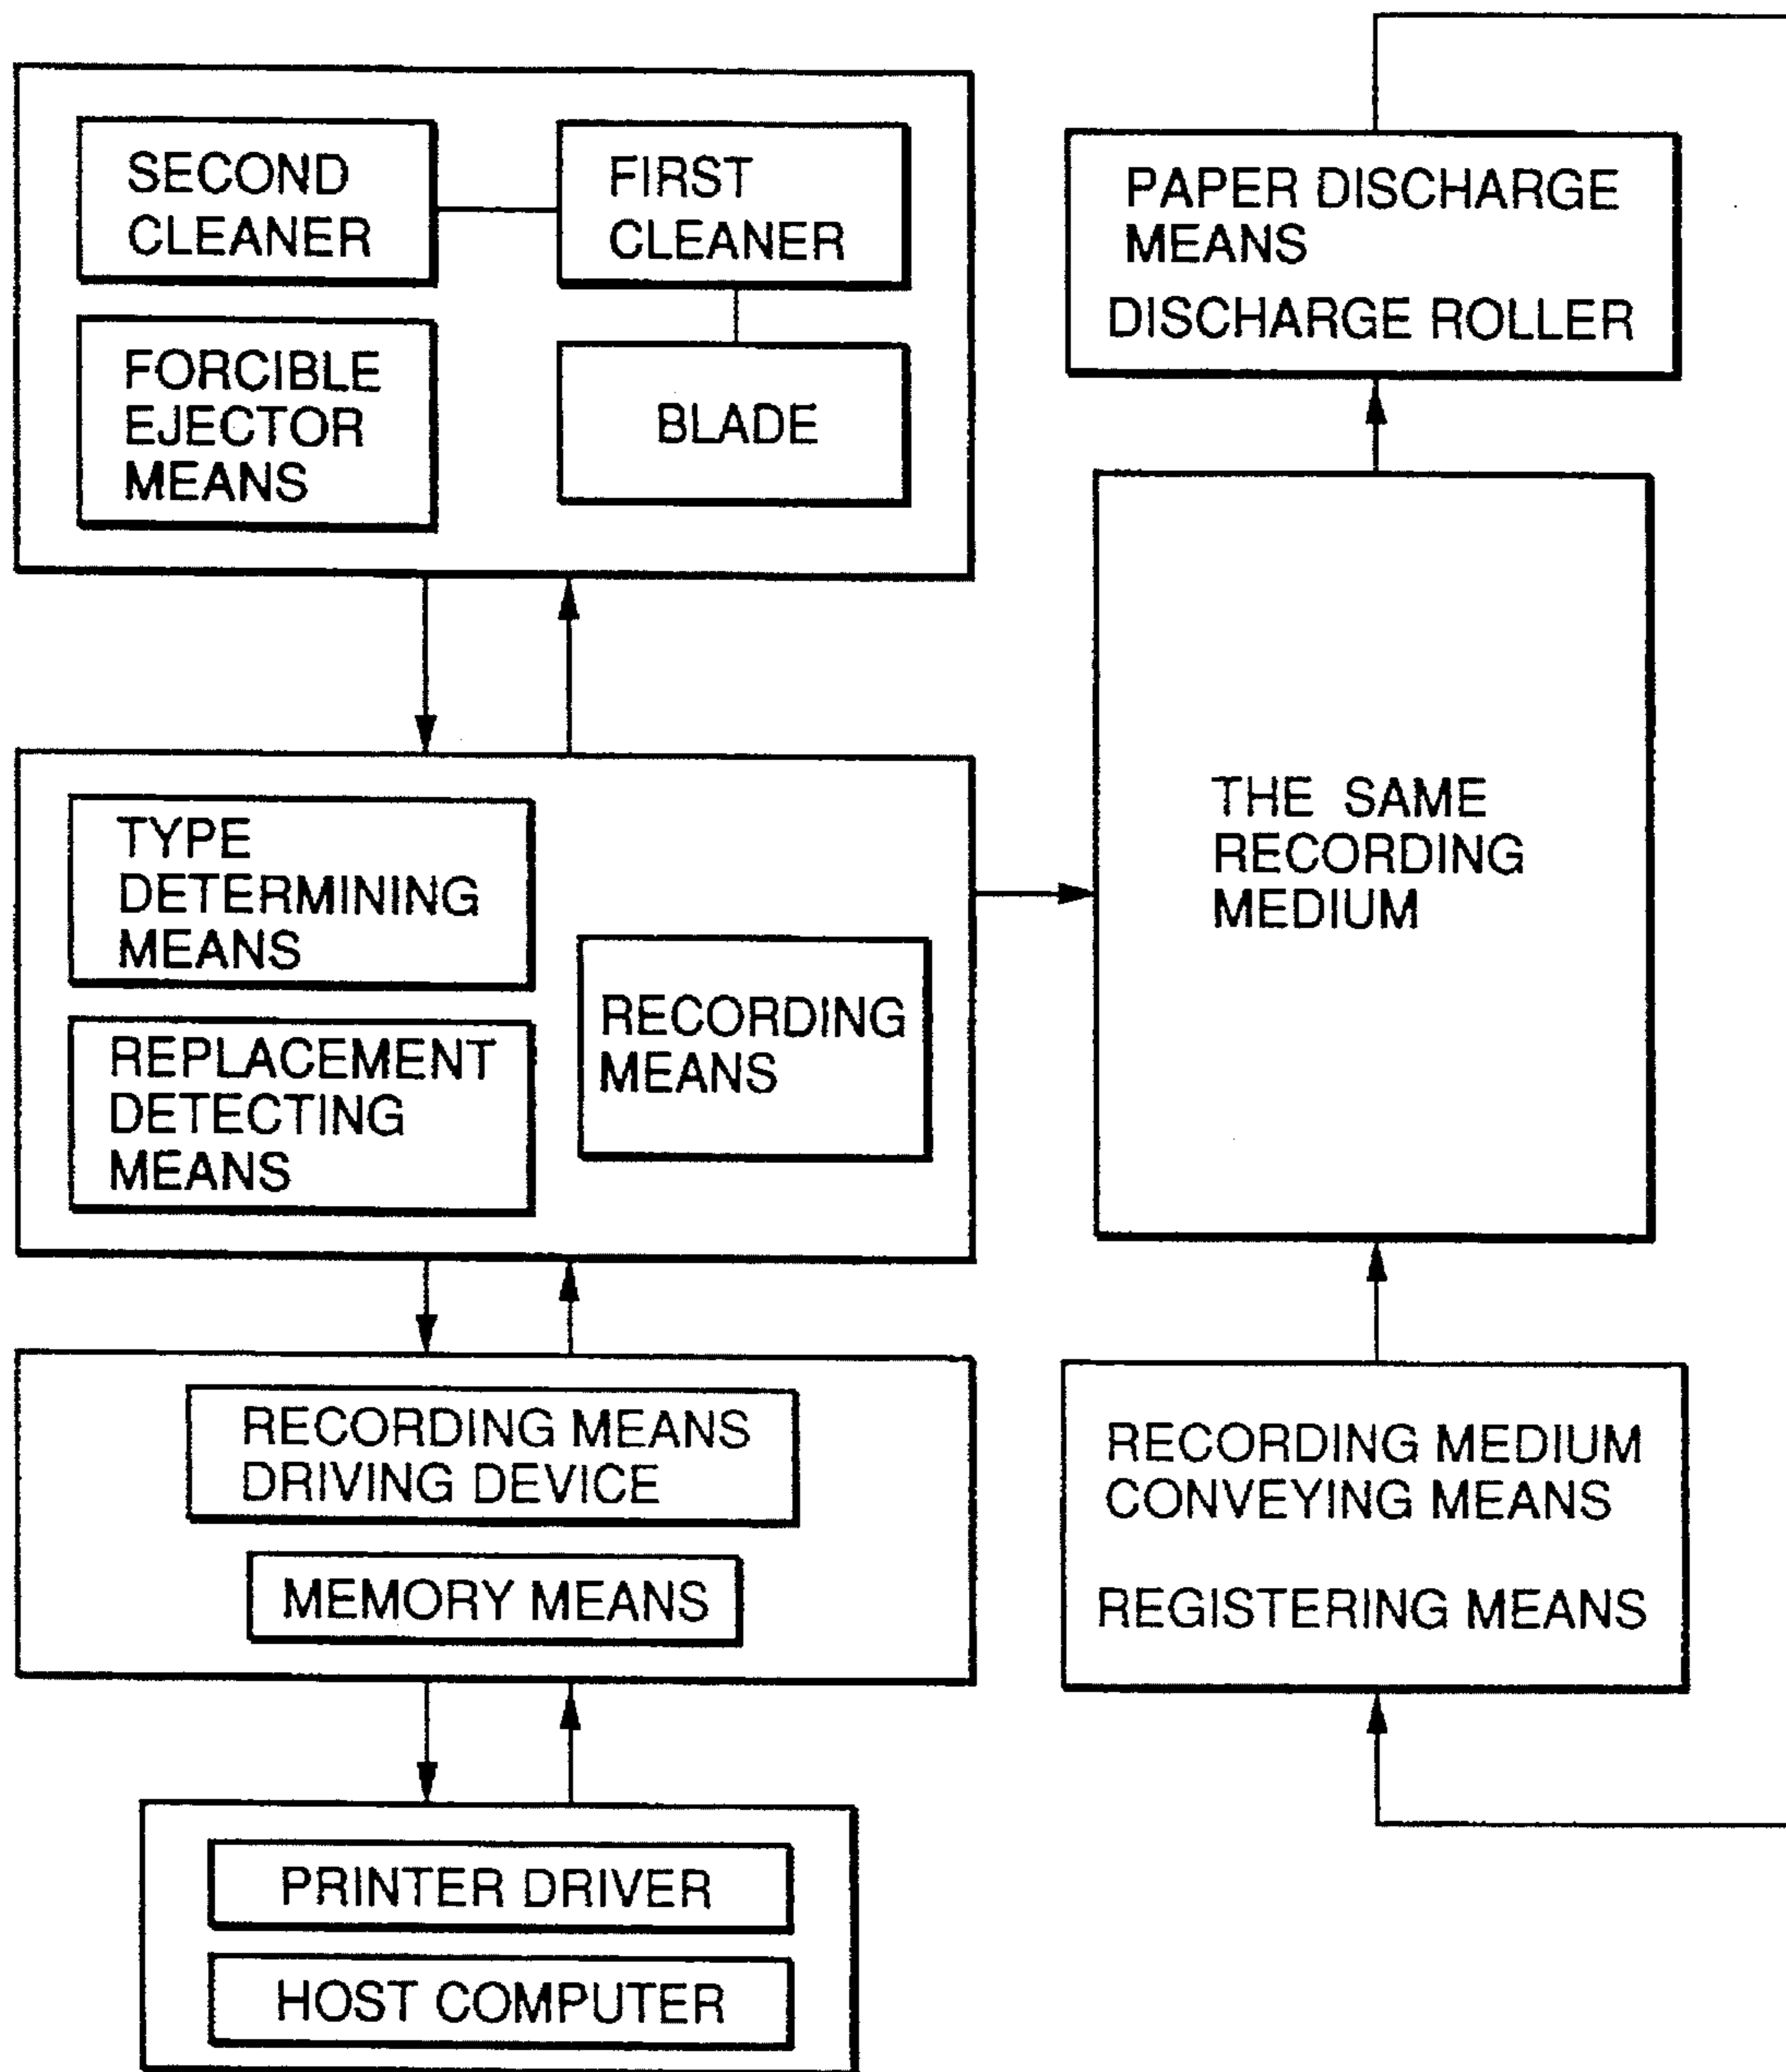 SECOND
CLEANER
FIRST
CLEANER
FORCIBLE
EJECTOR
MEANS
BLADE
TYPE
DETERMINING
MEANS
REPLACEMENT
DETECTING
MEANS
RECORDING
MEANS
RECORDING MEANS
DRIVING DEVICE
MEMORY MEANS
PRINTER DRIVER
HOST COMPUTER
PAPER DISCHARGE
MEANS
DISCHARGE ROLLER
THE SAME
RECORDING
MEDIUM
RECORDING MEDIUM
CONVEYING MEANS
REGISTERING MEANS